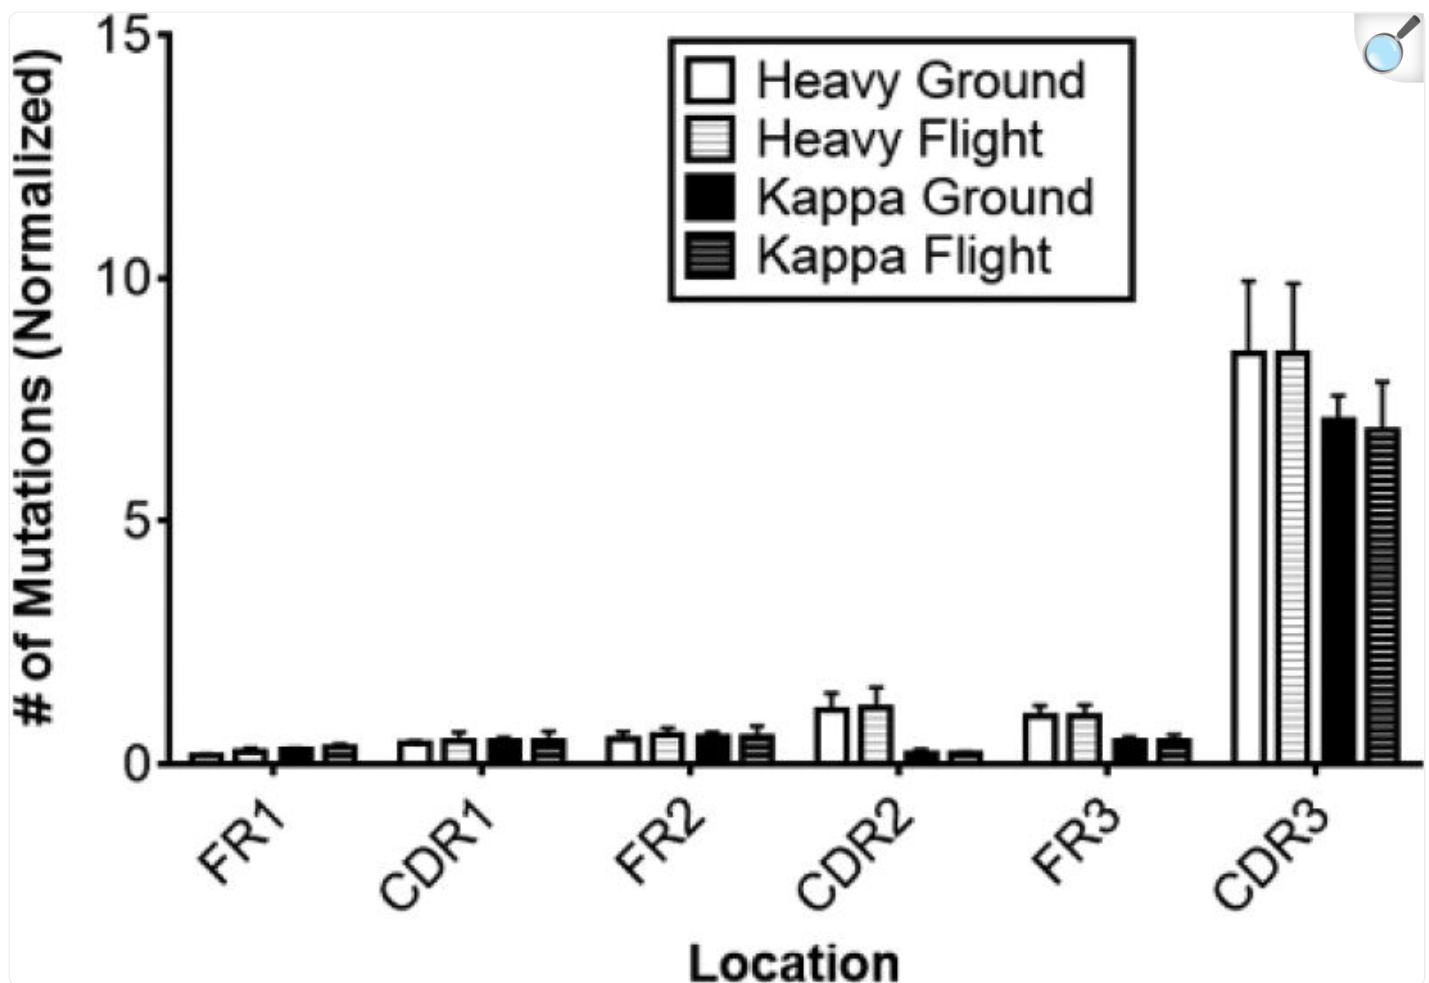 # of Mutations (Normalized)
15
10
5
0
Heavy Ground
Heavy Flight
Kappa Ground
Kappa Flight
FR1
CDR1
FR2
CDR2
FR3
CDR3
Location